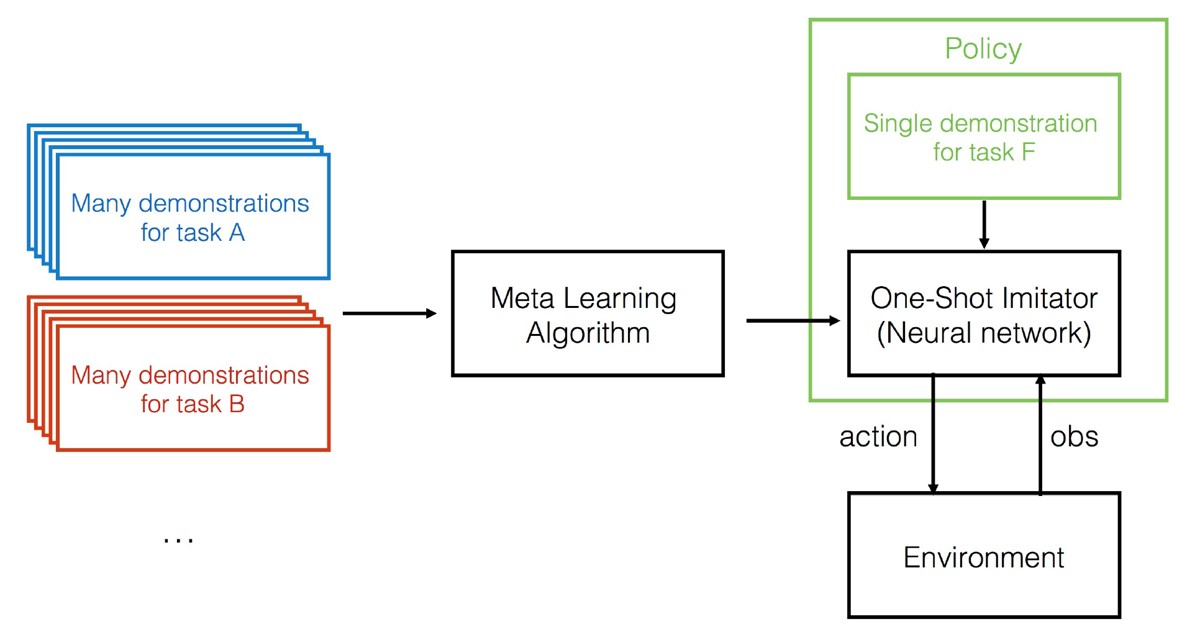 Policy
Single demonstration
for task F
Many demonstrations
for task A
Meta Learning
Algorithm
One-Shot Imitator
(Neural network)
Many demonstrations
for task B
action
obs
...
Environment